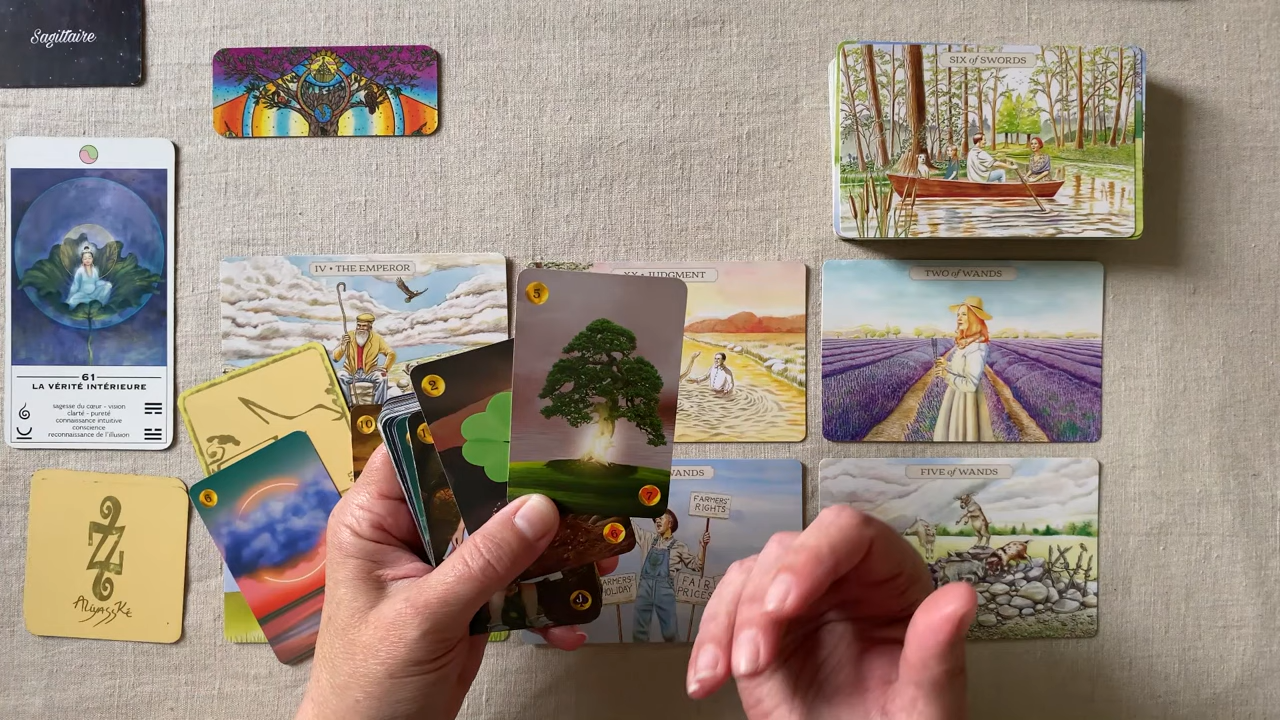 Sagittaire
SIX of SWORDS
61
LA VÉRITÉ INTÉRIEURE
sagesse du cœur - vision
clarté - pureté
connaissance intuitive
conscience
reconnaissance de l'illusion
IV • THE EMPEROR
XX • JUDGMENT
TWO of WANDS
5
7
2
10
6
6
J
WANDS
FIVE of WANDS
FARMERS'
RIGHTS
FARMERS'
HOLIDAY
FAIR
PRICES
AliyassKé